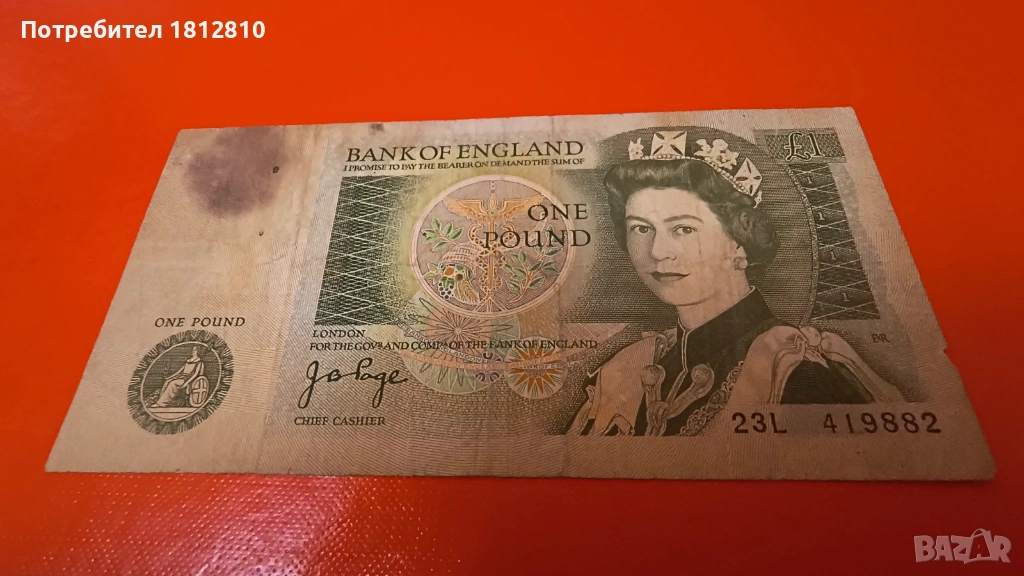 Потребител 1812810
BANK OF ENGLAND
I PROMISE TO PAY THE BEARER ON DEMAND THE SUM OF
ONE
POUND
£1
LONDON
FOR THE GOVR AND COMPA OF THE BANK OF ENGLAND
ONE POUND
CHIEF CASHIER
23L 419882
BAZAR